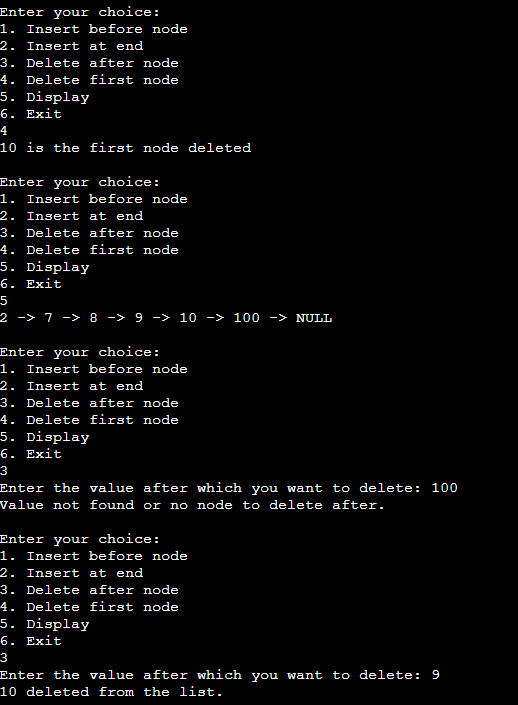 Enter your choice:
1. Insert before node
2. Insert at end
3. Delete after node
4. Delete first node
5. Display
6. Exit
4
10 is the first node deleted
Enter your choice:
1. Insert before node
2. Insert at end
3. Delete after node
4. Delete first node
5. Display
6. Exit
5
2 -> 7 -> 8 -> 9 -> 10 -> 100 -> NULL
Enter your choice:
1. Insert before node
2. Insert at end
3. Delete after node
4. Delete first node
5. Display
6. Exit
3
Enter the value after which you want to delete: 100
Value not found or no node to delete after.
Enter your choice:
1. Insert before node
2. Insert at end
3. Delete after node
4. Delete first node
5. Display
6. Exit
3
Enter the value after which you want to delete: 9
10 deleted from the list.